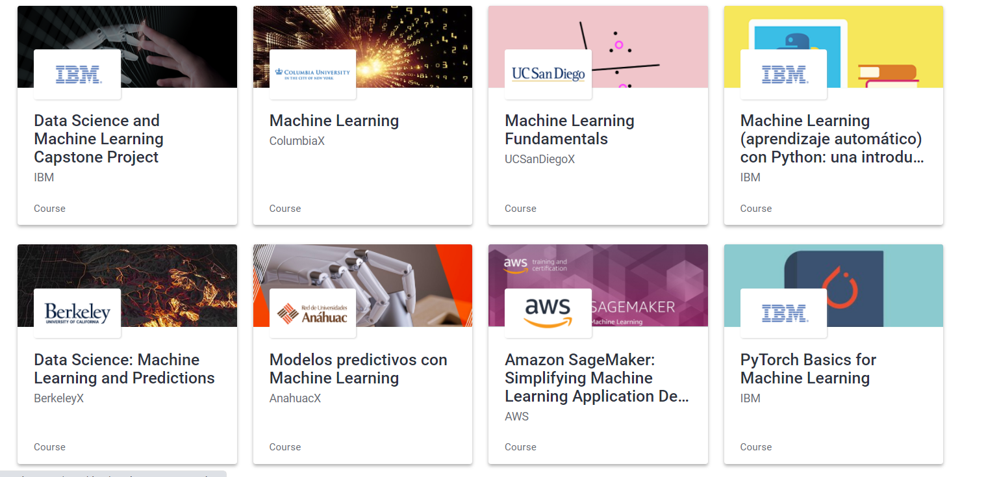 IBM
Data Science and
Machine Learning
Capstone Project
IBM
Course
COLUMBIA UNIVERSITY
IN THE CITY OF NEW YORK
Machine Learning
ColumbiaX
Course
UC San Diego
Machine Learning
Fundamentals
UCSanDiegoX
Course
IBM
Machine Learning
(aprendizaje automático)
con Python: una introdu...
IBM
Course
Berkeley
UNIVERSITY OF CALIFORNIA
Data Science: Machine
Learning and Predictions
BerkeleyX
Course
Red de Universidades
Anáhuac
Modelos predictivos con
Machine Learning
AnahuacX
Course
aws training and
certification
SAGEMAKER
Machine Learning
aws
Amazon SageMaker:
Simplifying Machine
Learning Application De...
AWS
Course
IBM
PyTorch Basics for
Machine Learning
IBM
Course